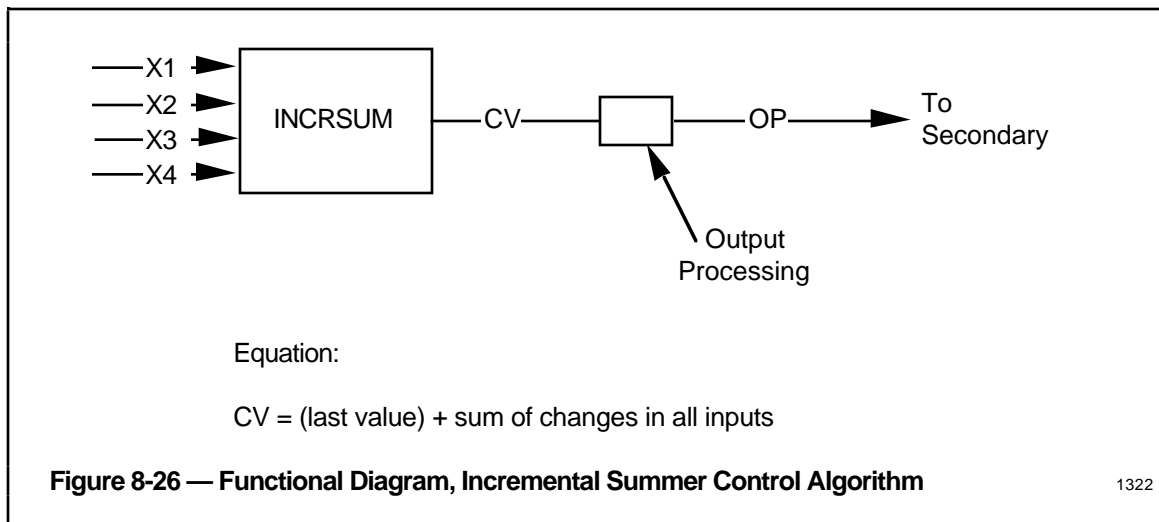 X1
X2
X3
X4
INCRSUM
CV
OP
To
Secondary
Output
Processing
Equation:
CV = (last value) + sum of changes in all inputs
Figure 8-26 — Functional Diagram, Incremental Summer Control Algorithm
1322